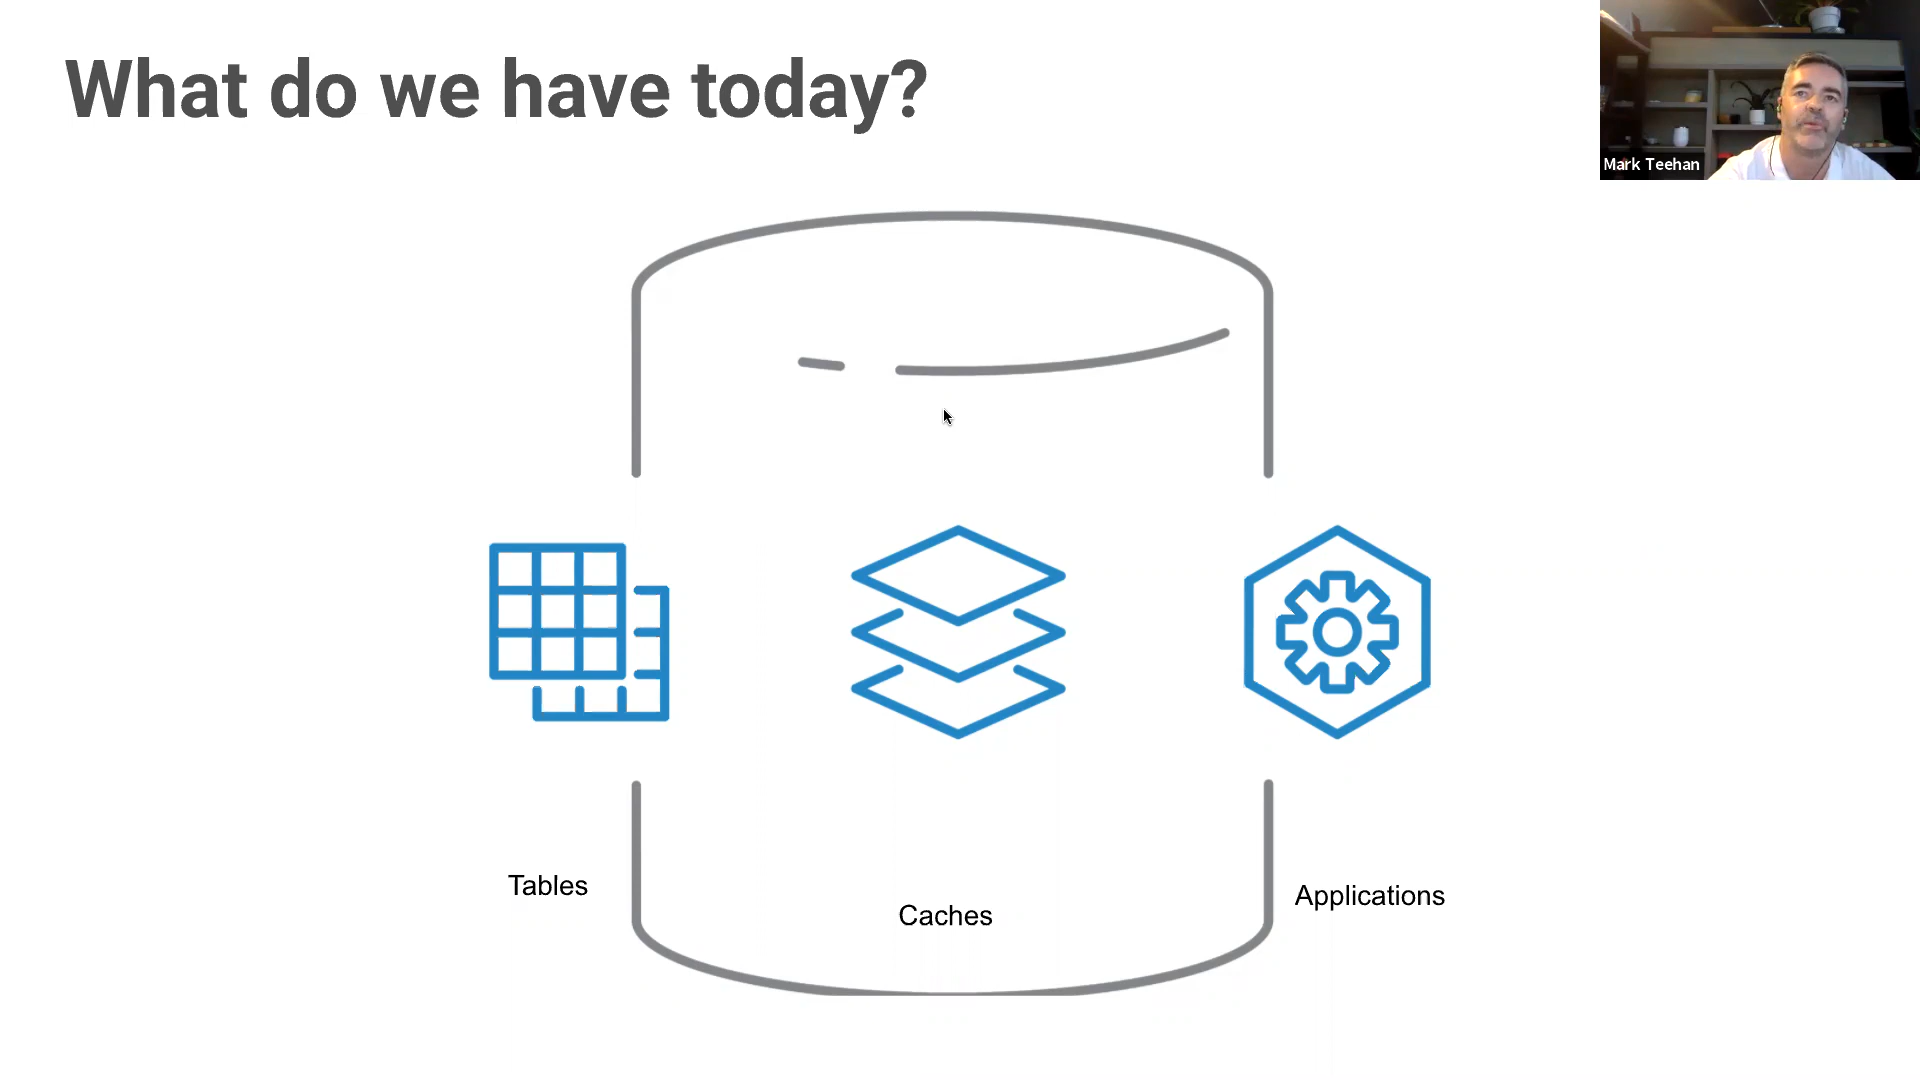 What do we have today?
Mark Teehan
Tables
Caches
Applications